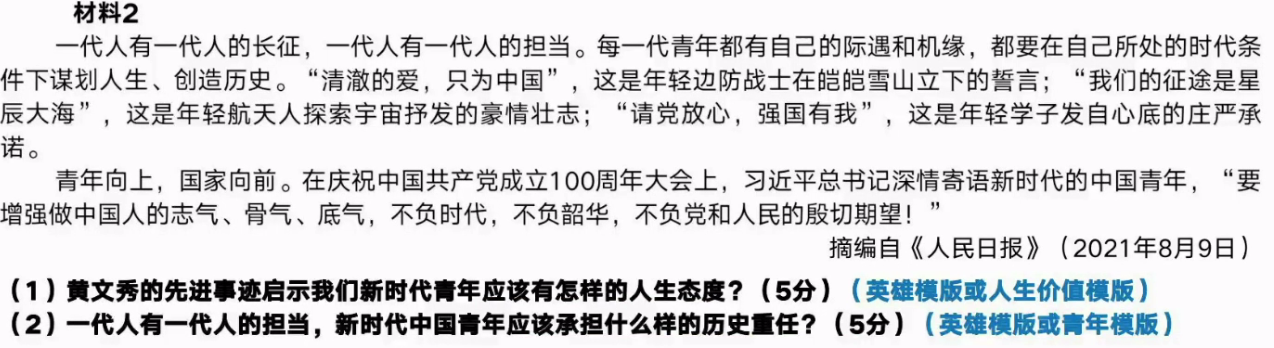 材料2
一代人有一代人的长征，一代人有一代人的担当。每一代青年都有自己的际遇和机缘，都要在自己所处的时代条
件下谋划人生、创造历史。“清澈的爱，只为中国”，这是年轻边防战士在皑皑雪山立下的誓言；“我们的征途是星
辰大海”，这是年轻航天人探索宇宙抒发的豪情壮志；“请党放心，强国有我”，这是年轻学子发自心底的庄严承
诺。
青年向上，国家向前。在庆祝中国共产党成立100周年大会上，习近平总书记深情寄语新时代的中国青年，“要
增强做中国人的志气、骨气、底气，不负时代，不负韶华，不负党和人民的殷切期望！”
摘编自《人民日报》（2021年8月9日）
（1）黄文秀的先进事迹启示我们新时代青年应该有怎样的人生态度？（5分）（英雄模版或人生价值模版）
（2）一代人有一代人的担当，新时代中国青年应该承担什么样的历史重任？（5分）（英雄模版或青年模版）